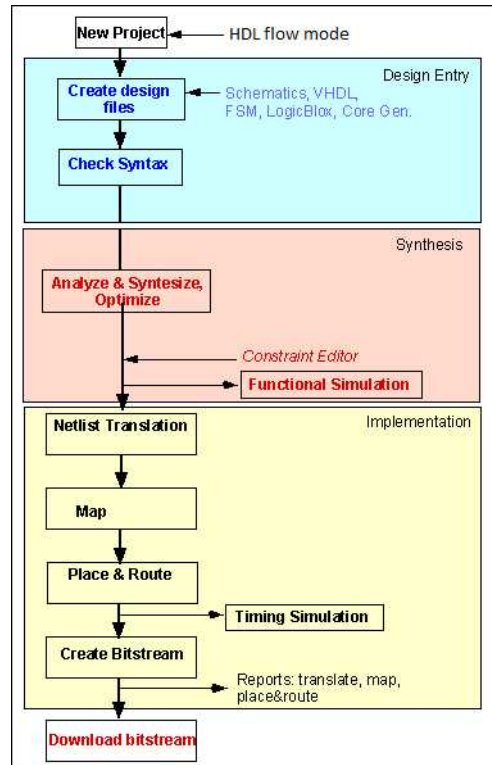 New Project
HDL flow mode
Design Entry
Create design
files
Schematics, VHDL,
FSM, LogicBlox, Core Gen.
Check Syntax
Synthesis
Analyze & Syntesize,
Optimize
Constraint Editor
Functional Simulation
Implementation
Netlist Translation
Map
Place & Route
Timing Simulation
Create Bitstream
Reports: translate, map,
place&route
Download bitstream